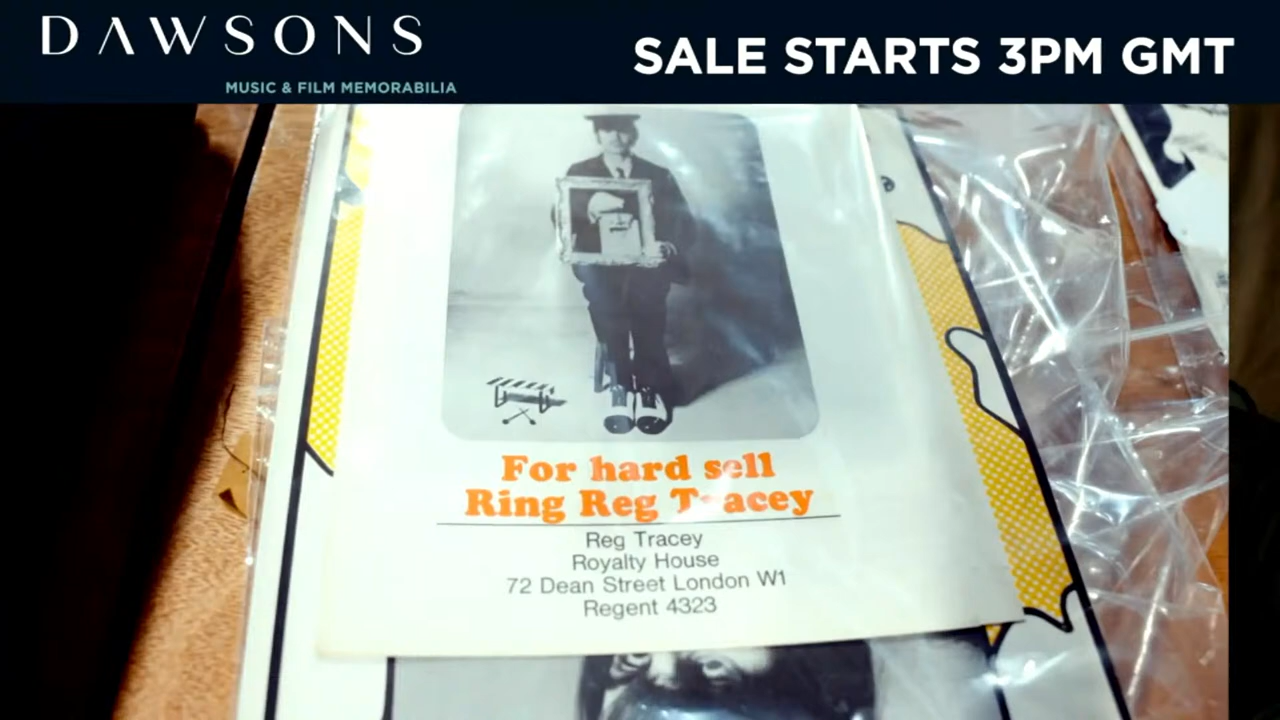 DAWSONS
MUSIC & FILM MEMORABILIA
SALE STARTS 3PM GMT
For hard sell
Ring Reg Tracey
Reg Tracey
Royalty House
72 Dean Street London W1
Regent 4323